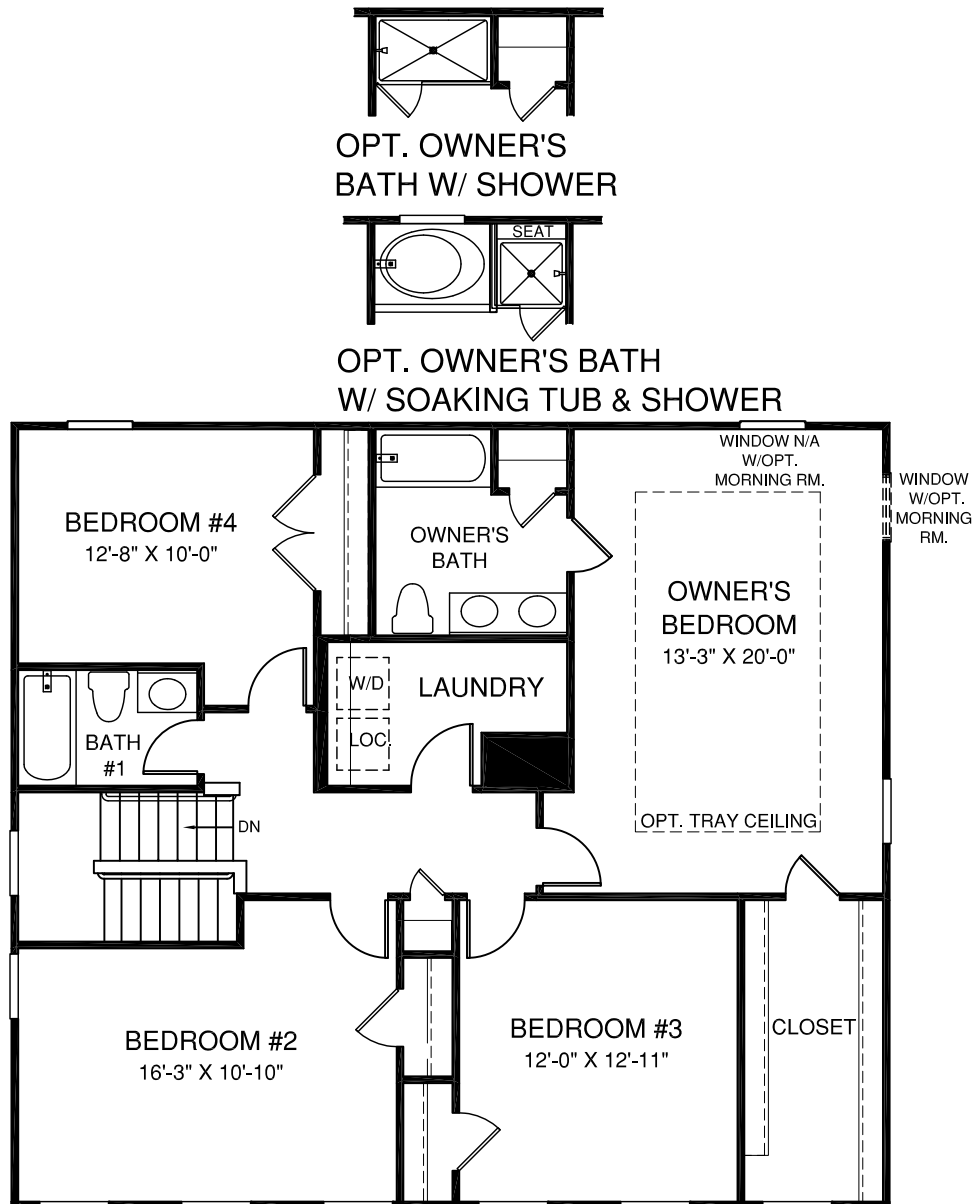 OPT. OWNER'S
BATH W/ SHOWER
SEAT
OPT. OWNER'S BATH
W/ SOAKING TUB & SHOWER
WINDOW N/A
W/OPT.
MORNING RM.
WINDOW
W/OPT.
MORNING
RM.
BEDROOM #4
12'-8" X 10'-0"
OWNER'S
BATH
OWNER'S
BEDROOM
13'-3" X 20'-0"
W/D
LOC.
LAUNDRY
BATH
#1
DN
OPT. TRAY CEILING
BEDROOM #2
16'-3" X 10'-10"
BEDROOM #3
12'-0" X 12'-11"
CLOSET